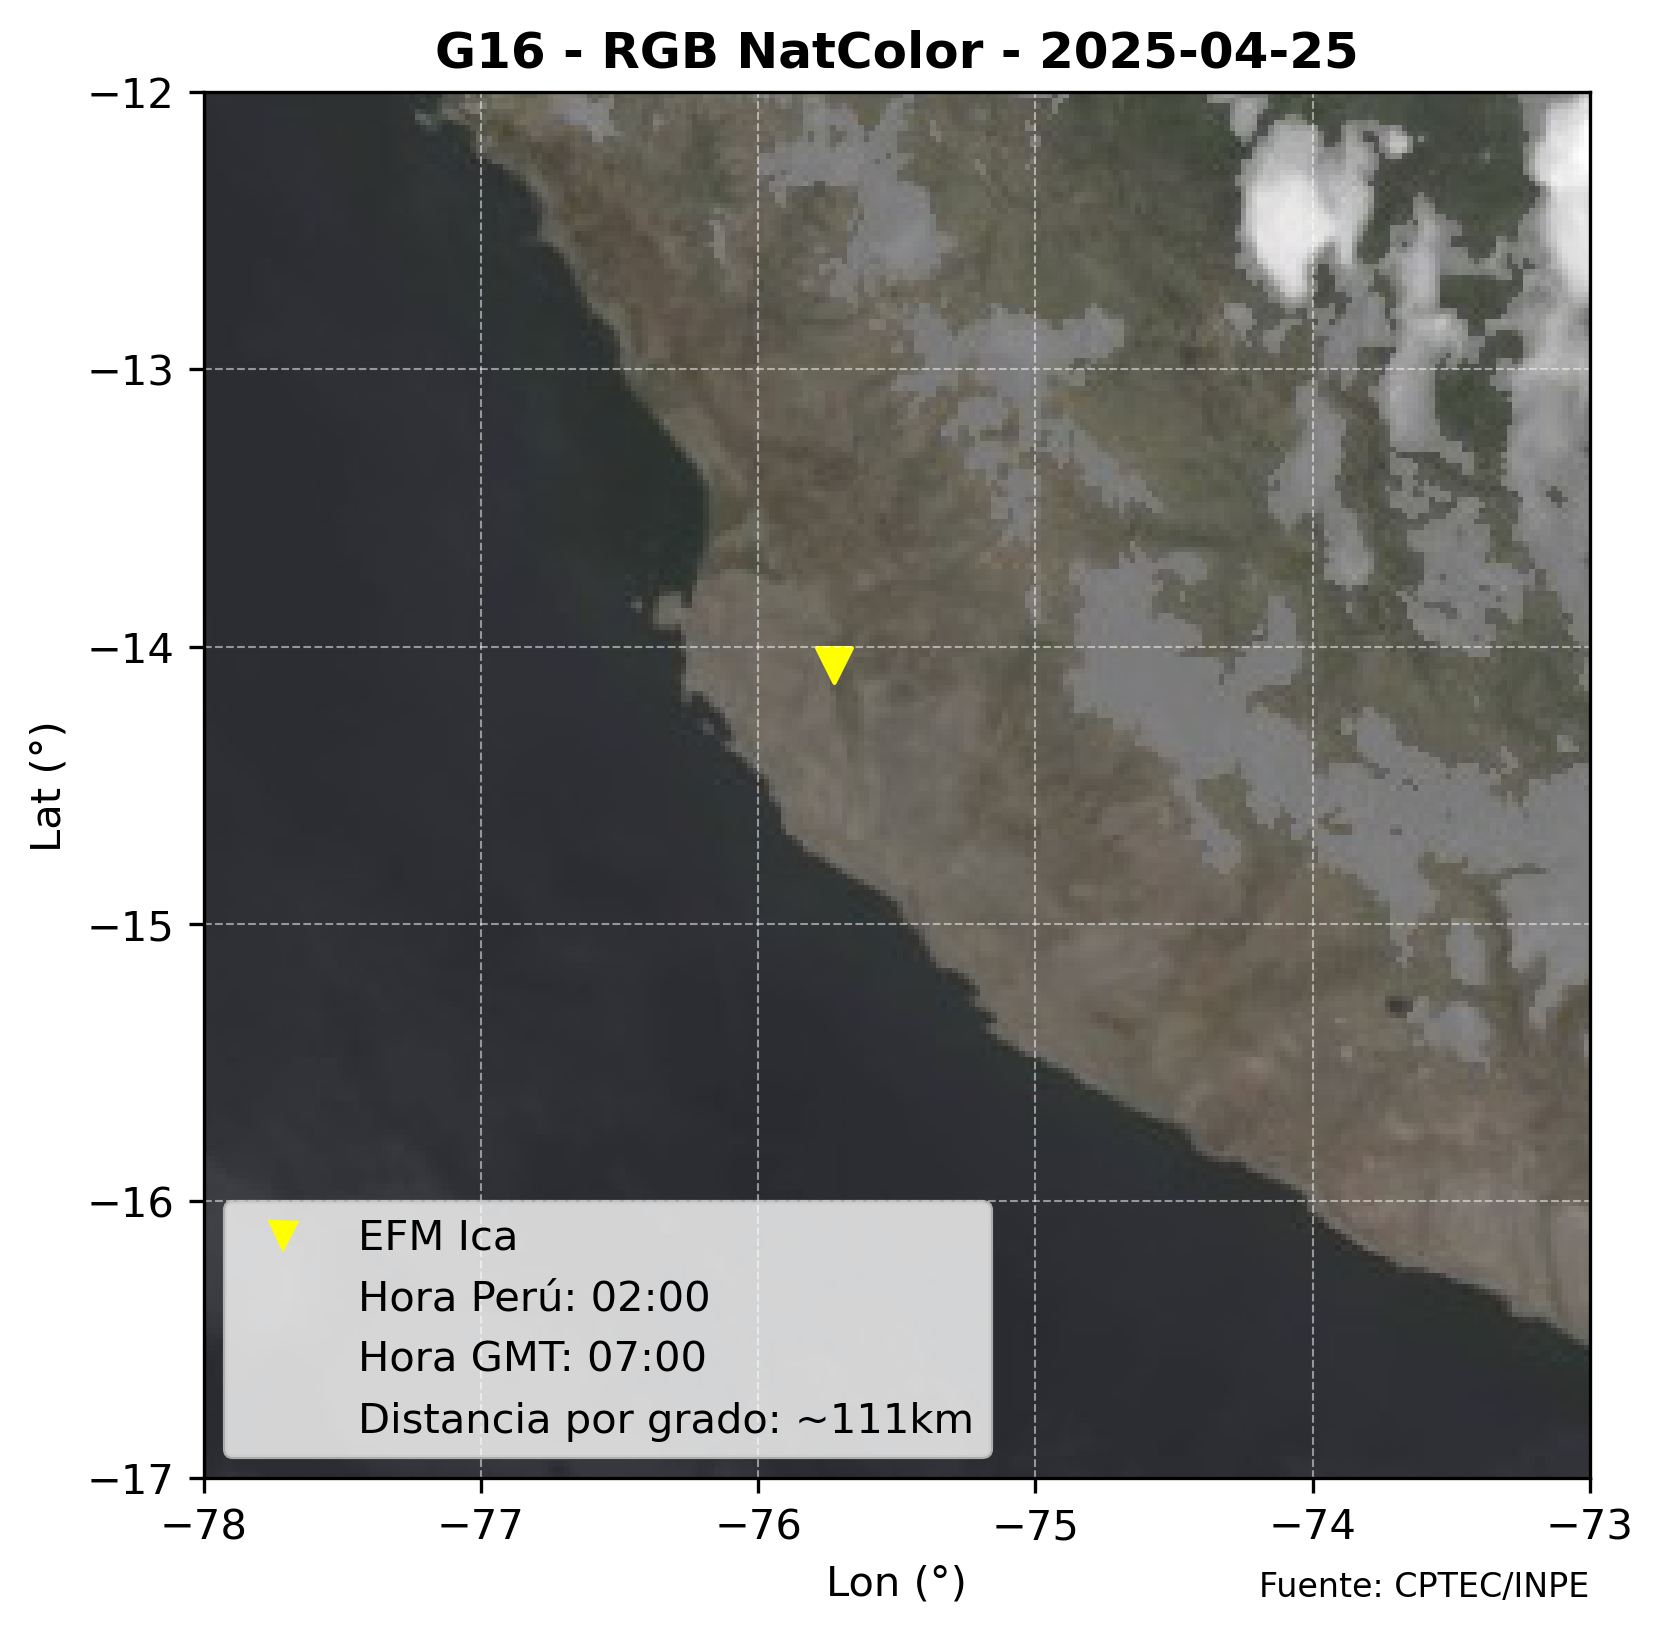 G16 - RGB NatColor - 2025-04-25
−12
−13
−14
−15
−16
−17
Lat (°)
EFM Ica
Hora Perú: 02:00
Hora GMT: 07:00
Distancia por grado: ~111km
−78 −77 −76 −75 −74 −73
Lon (°)
Fuente: CPTEC/INPE